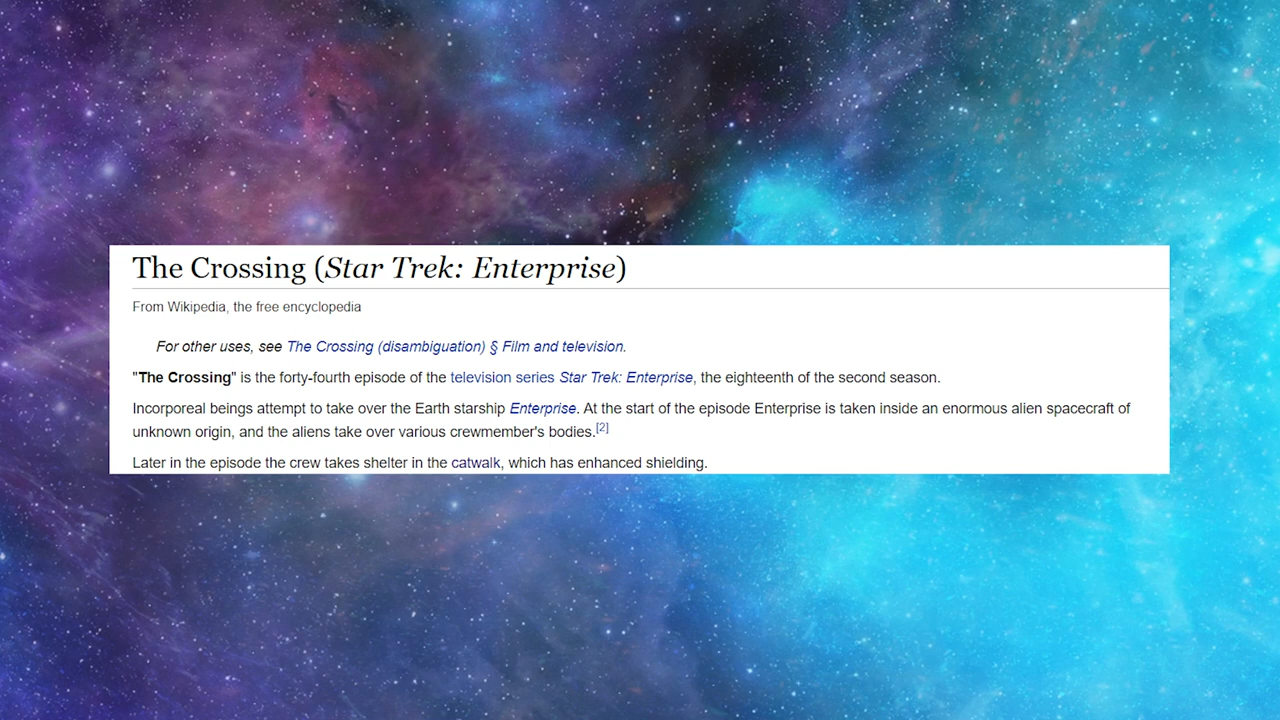 The Crossing (Star Trek: Enterprise)
From Wikipedia, the free encyclopedia
For other uses, see The Crossing (disambiguation) § Film and television.
"The Crossing" is the forty-fourth episode of the television series Star Trek: Enterprise, the eighteenth of the second season.
Incorporeal beings attempt to take over the Earth starship Enterprise. At the start of the episode Enterprise is taken inside an enormous alien spacecraft of
unknown origin, and the aliens take over various crewmember's bodies.[2]
Later in the episode the crew takes shelter in the catwalk, which has enhanced shielding.